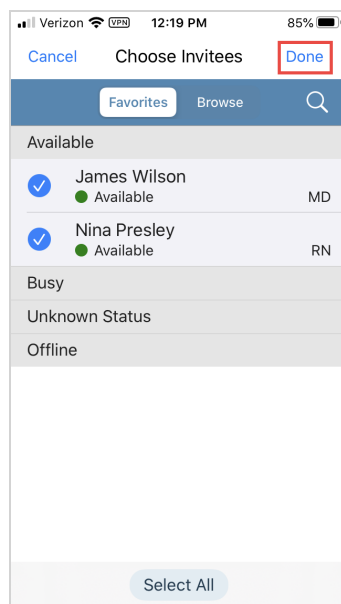 Verizon VPN 12:19 PM 85%
Cancel Choose Invitees Done
Favorites Browse
Available
James Wilson
Available MD
Nina Presley
Available RN
Busy
Unknown Status
Offline
Select All